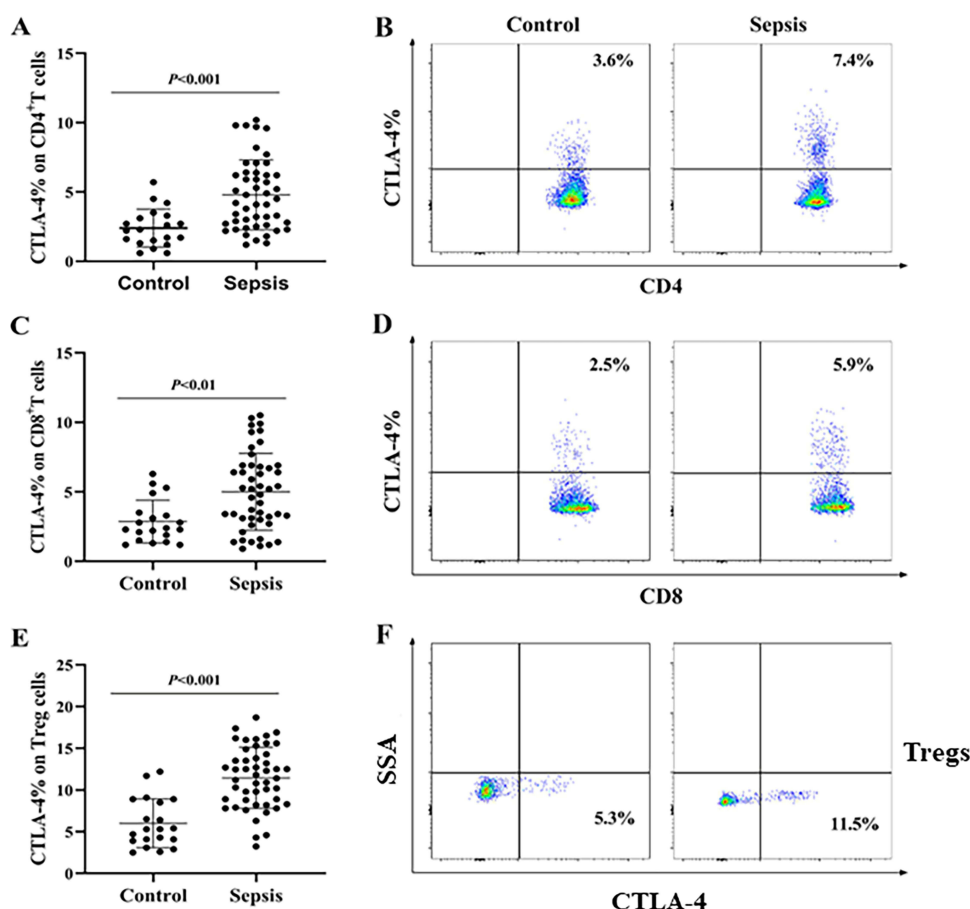 A
CTLA-4% on CD4⁺T cells
15
10
5
0
P<0.001
Control
Sepsis
B
Control
Sepsis
CTLA-4%
3.6%
7.4%
CD4
C
CTLA-4% on CD8⁺T cells
15
10
5
0
P<0.01
Control
Sepsis
D
CTLA-4%
2.5%
5.9%
CD8
E
CTLA-4% on Treg cells
25
20
15
10
5
0
P<0.001
Control
Sepsis
F
SSA
5.3%
11.5%
Tregs
CTLA-4